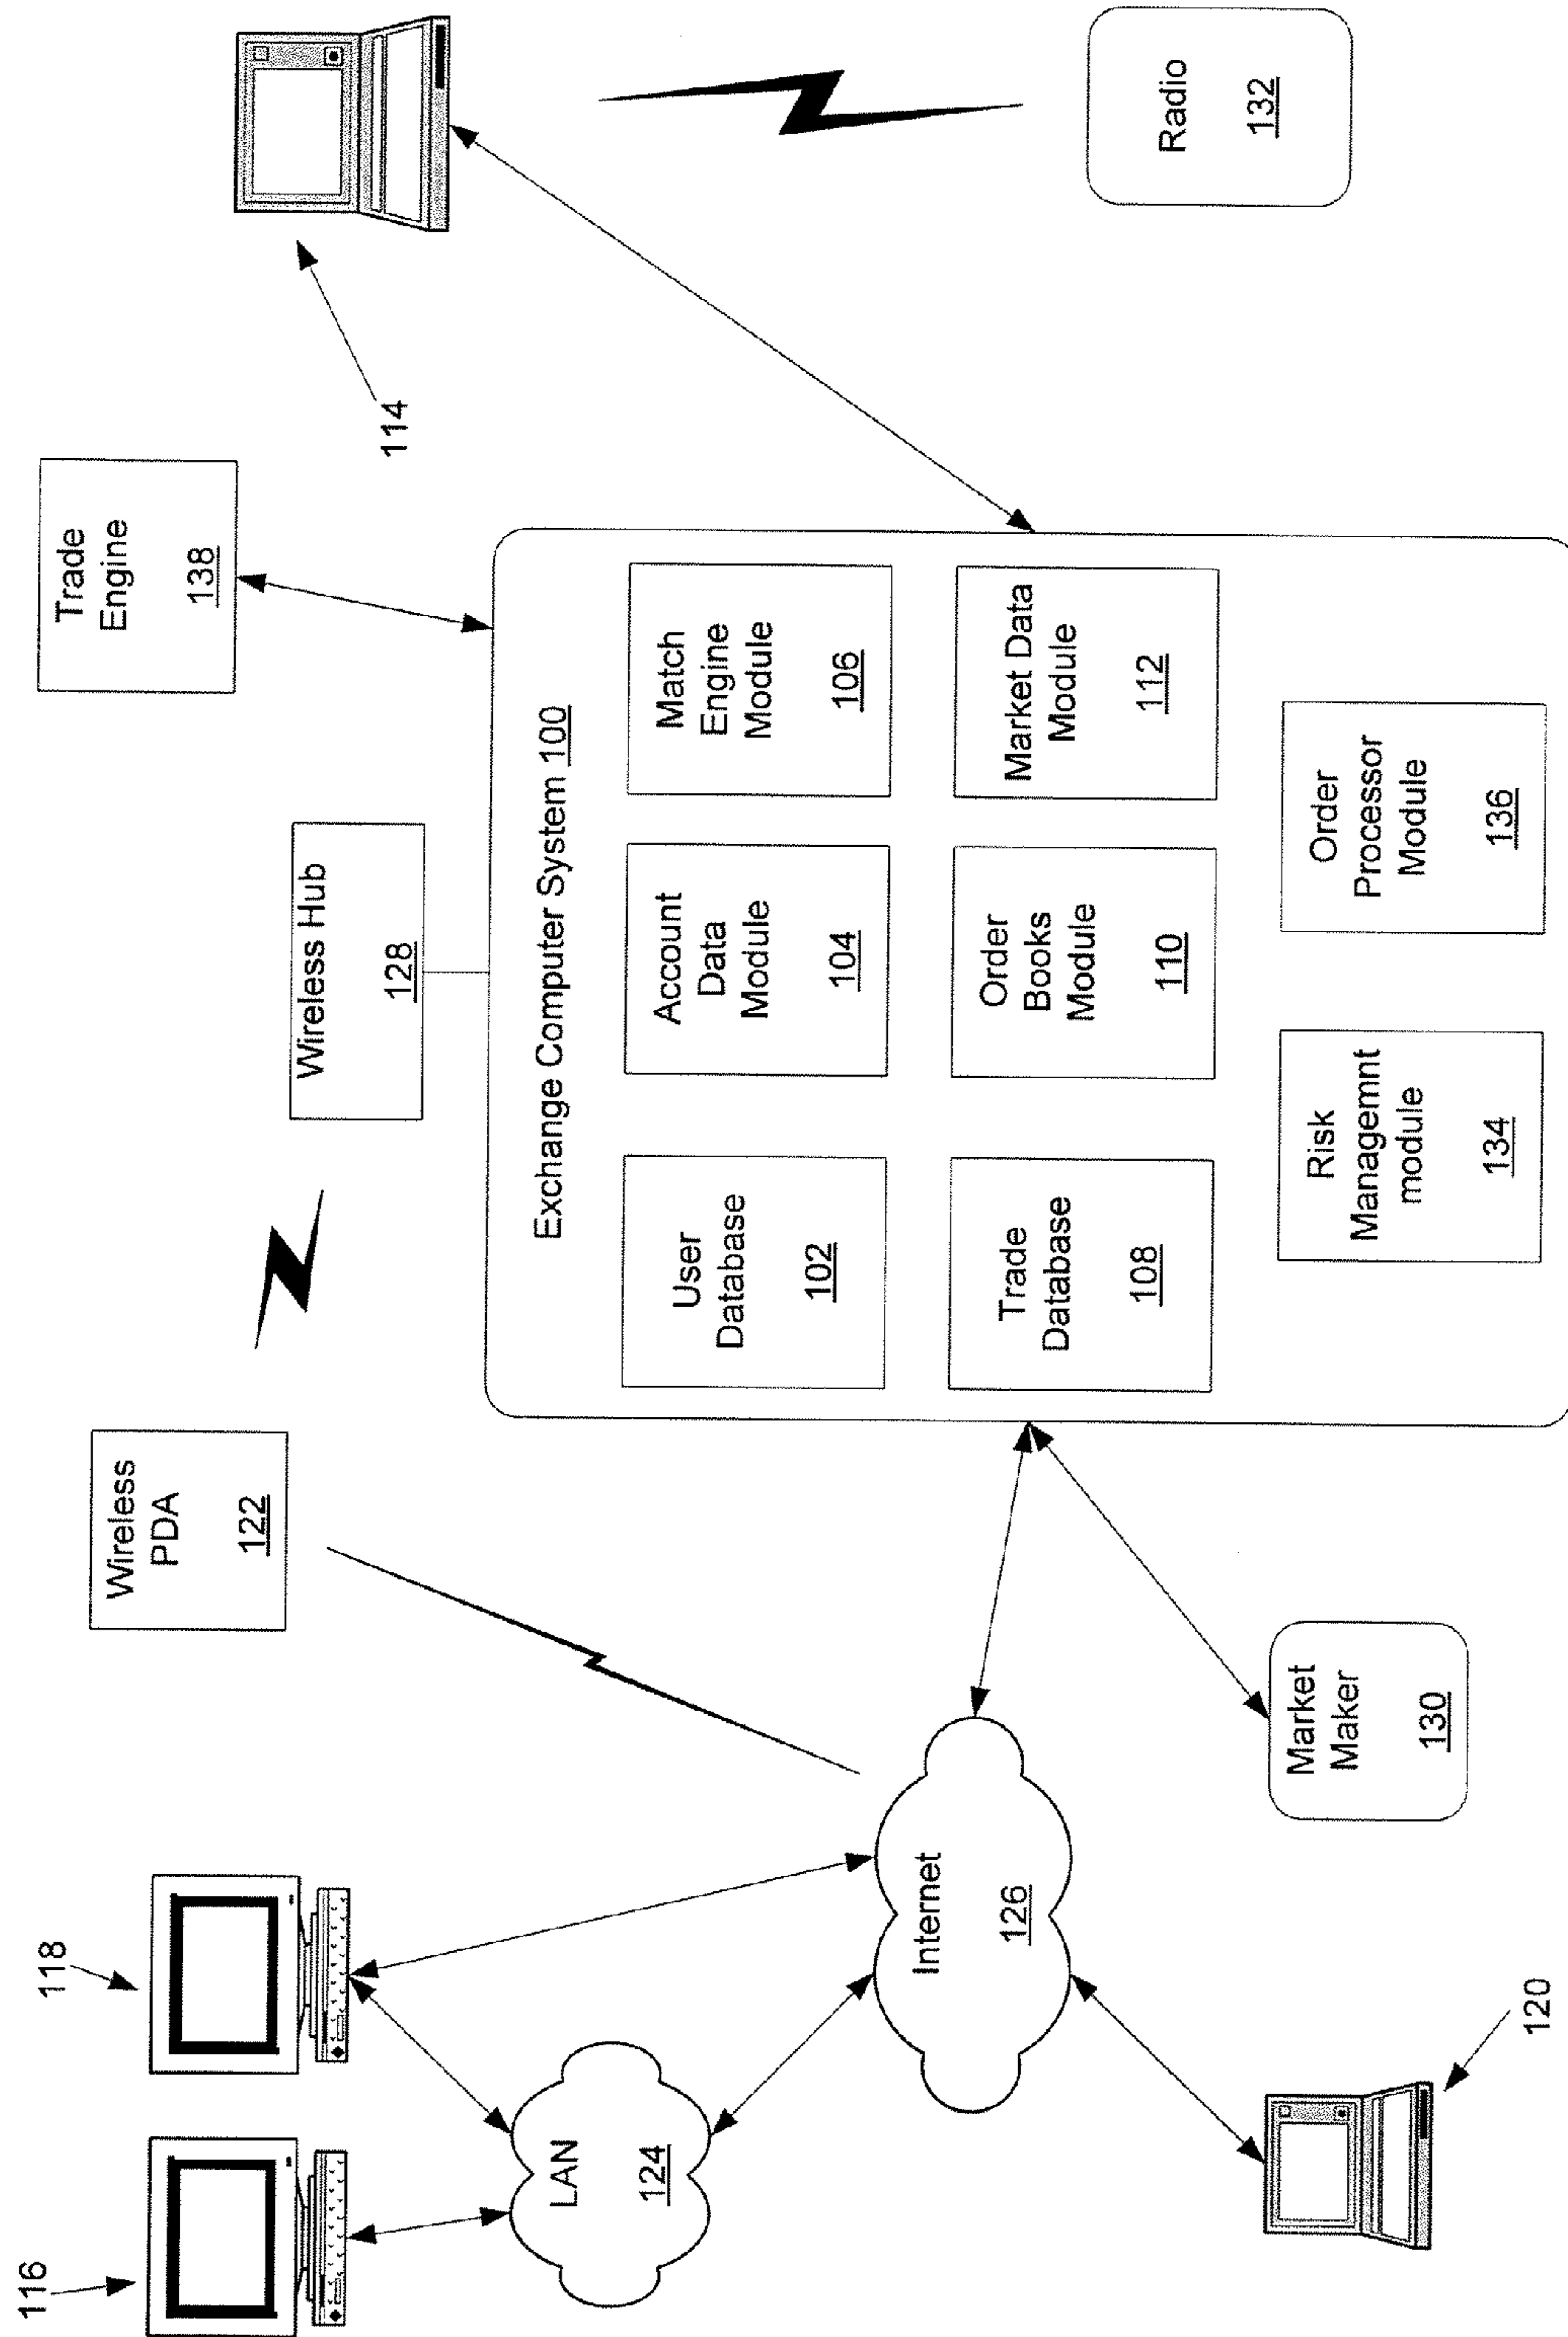 116
118
Wireless
PDA
122
Wireless Hub
128
Trade
Engine
138
114
LAN
124
Internet
126
120
Market
Maker
130
Exchange Computer System 100
User
Database
102
Account
Data
Module
104
Match
Engine
Module
106
Trade
Database
108
Order
Books
Module
110
Market Data
Module
112
Risk
Managemnt
module
134
Order
Processor
Module
136
Radio
132